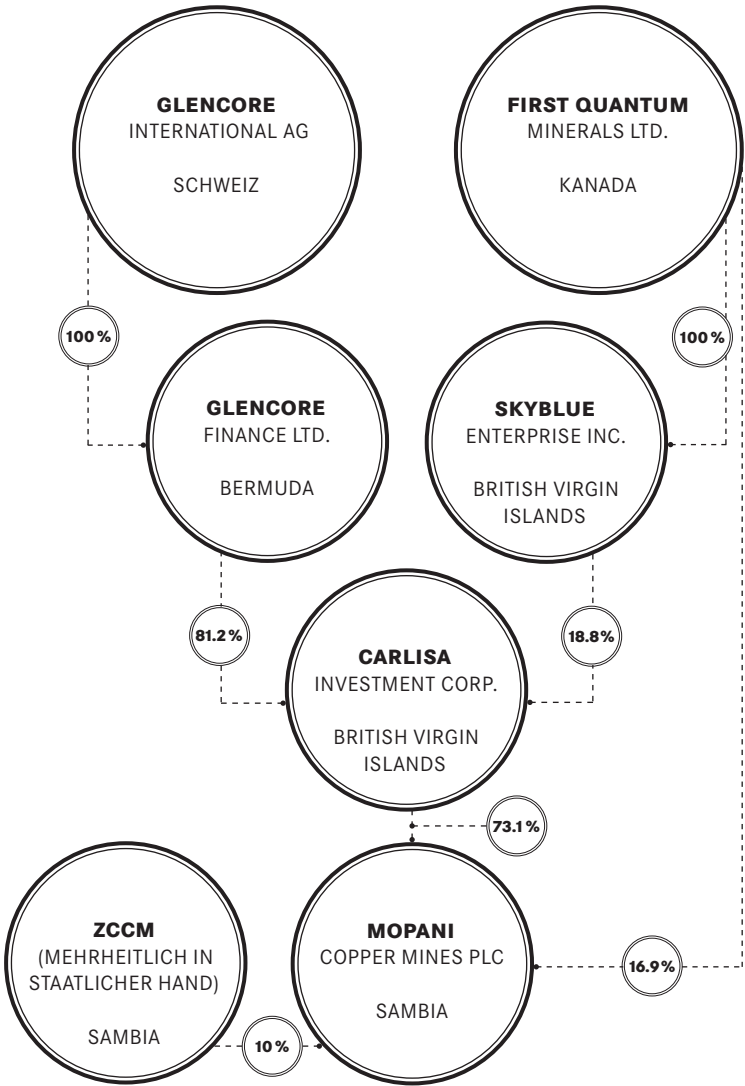 GLENCORE
INTERNATIONAL AG
SCHWEIZ
FIRST QUANTUM
MINERALS LTD.
KANADA
100 %
100 %
GLENCORE
FINANCE LTD.
BERMUDA
SKYBLUE
ENTERPRISE INC.
BRITISH VIRGIN
ISLANDS
81.2 %
18.8 %
CARLISA
INVESTMENT CORP.
BRITISH VIRGIN
ISLANDS
73.1 %
ZCCM
(MEHRHEITLICH IN
STAATLICHER HAND)
SAMBIA
MOPANI
COPPER MINES PLC
SAMBIA
16.9 %
10 %